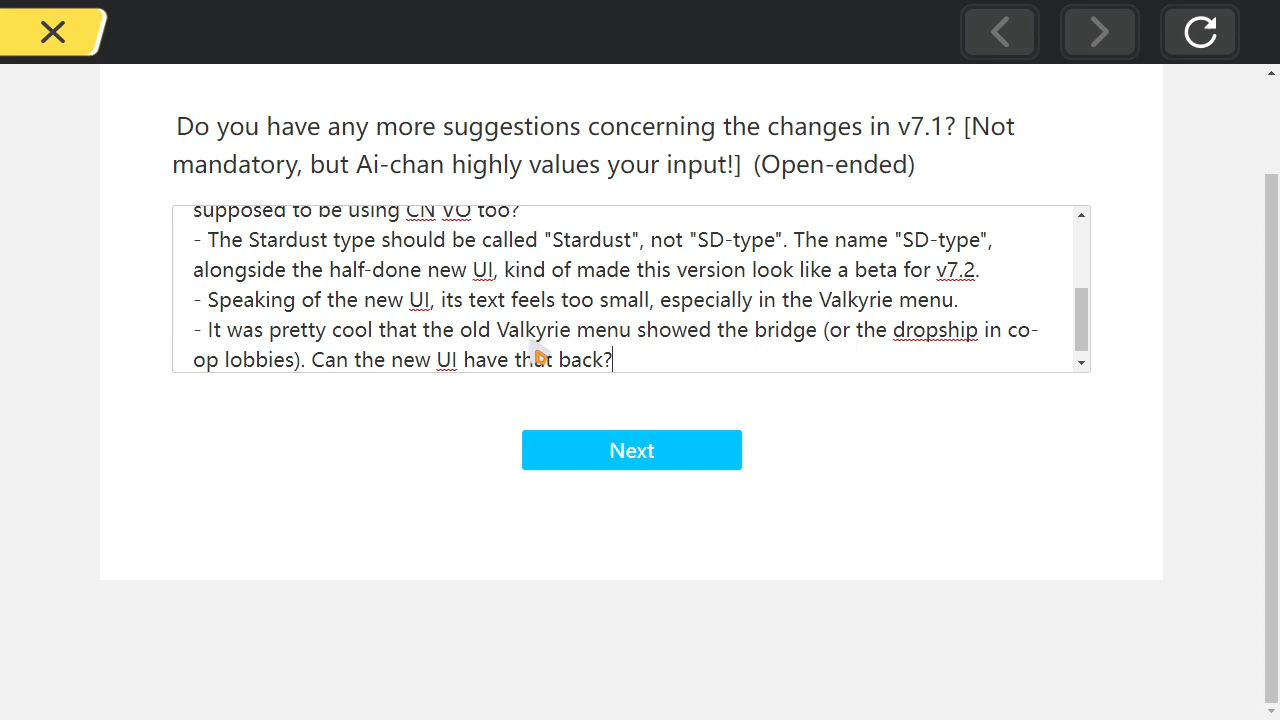 Do you have any more suggestions concerning the changes in v7.1? [Not
mandatory, but Ai-chan highly values your input!] (Open-ended)
supposed to be using CN VO too?
- The Stardust type should be called "Stardust", not "SD-type". The name "SD-type",
alongside the half-done new UI, kind of made this version look like a beta for v7.2.
- Speaking of the new UI, its text feels too small, especially in the Valkyrie menu.
- It was pretty cool that the old Valkyrie menu showed the bridge (or the dropship in co-
op lobbies). Can the new UI have that back?
Next